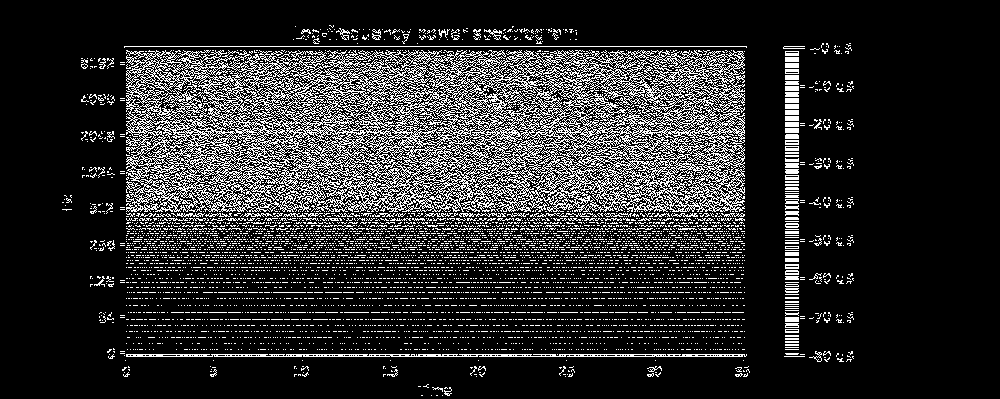 Log-frequency power spectrogram
8192
4096
2048
1024
512
256
128
64
0
Hz
0
5
10
15
20
25
30
35
Time
-10 dB
-20 dB
-30 dB
-40 dB
-50 dB
-60 dB
-70 dB
-80 dB